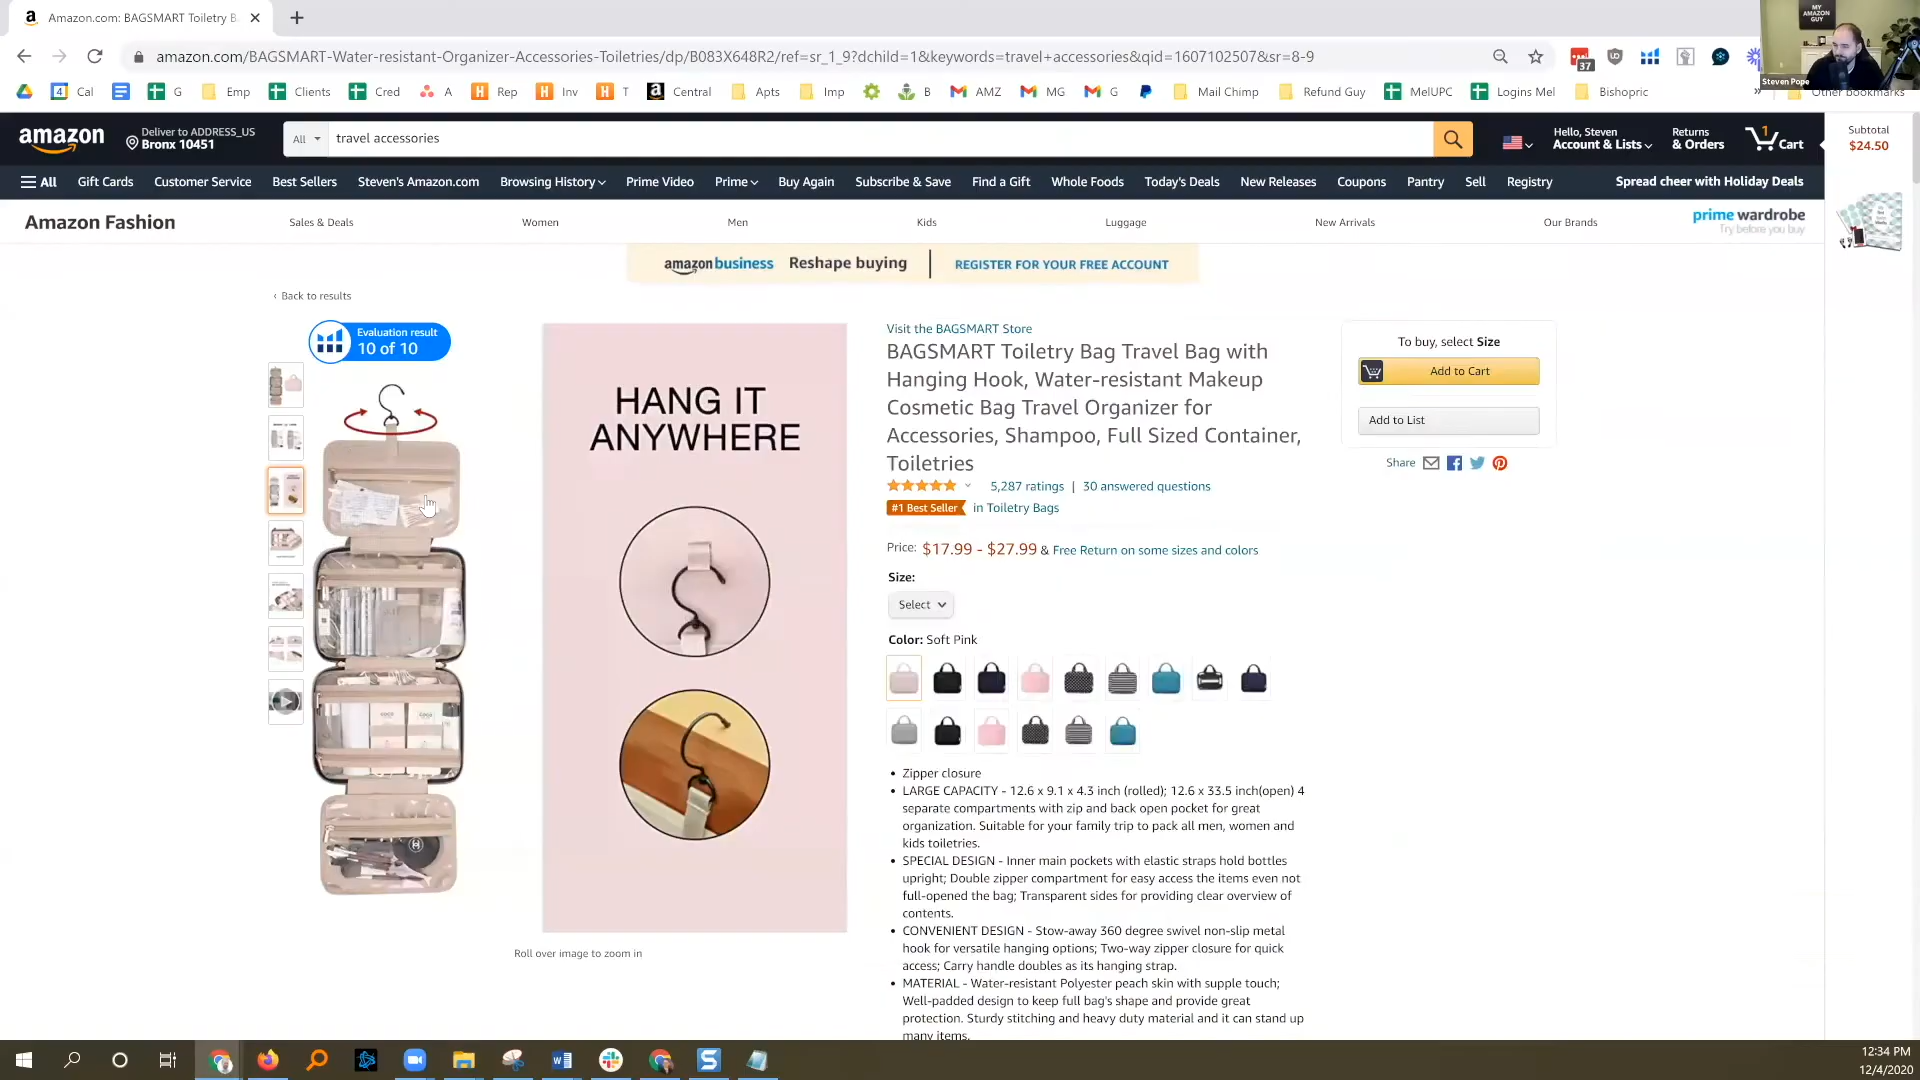 Amazon.com: BAGSMART Toiletry B
amazon.com/BAGSMART-Water-resistant-Organizer-Accessories-Toiletries/dp/B083X648R2/ref=sr_1_9?dchild=1&keywords=travel+accessories&qid=1607102507&sr=8-9
37
MY
AMAZON
GUY
Steven Pope
Cal
G
Emp
Clients
Cred
A
Rep
Inv
T
Central
Apts
Imp
B
AMZ
MG
G
Mail Chimp
Refund Guy
MelUPC
Logins Mel
Bishopric
»
Other bookmarks
amazon
Deliver to ADDRESS_US
Bronx 10451
All
travel accessories
Hello, Steven
Account & Lists
Returns
& Orders
1
Cart
Subtotal
$24.50
All
Gift Cards
Customer Service
Best Sellers
Steven's Amazon.com
Browsing History
Prime Video
Prime
Buy Again
Subscribe & Save
Find a Gift
Whole Foods
Today's Deals
New Releases
Coupons
Pantry
Sell
Registry
Spread cheer with Holiday Deals
Amazon Fashion
Sales & Deals
Women
Men
Kids
Luggage
New Arrivals
Our Brands
prime wardrobe
Try before you buy
amazon business
Reshape buying
REGISTER FOR YOUR FREE ACCOUNT
‹ Back to results
Evaluation result
10 of 10
HANG IT
ANYWHERE
COCO
COCO
Roll over image to zoom in
Visit the BAGSMART Store
BAGSMART Toiletry Bag Travel Bag with
Hanging Hook, Water-resistant Makeup
Cosmetic Bag Travel Organizer for
Accessories, Shampoo, Full Sized Container,
Toiletries
5,287 ratings | 30 answered questions
#1 Best Seller in Toiletry Bags
Price: $17.99 - $27.99 & Free Return on some sizes and colors
Size:
Select
Color: Soft Pink
• Zipper closure
• LARGE CAPACITY - 12.6 x 9.1 x 4.3 inch (rolled); 12.6 x 33.5 inch(open) 4
separate compartments with zip and back open pocket for great
organization. Suitable for your family trip to pack all men, women and
kids toiletries.
• SPECIAL DESIGN - Inner main pockets with elastic straps hold bottles
upright; Double zipper compartment for easy access the items even not
full-opened the bag; Transparent sides for providing clear overview of
contents.
• CONVENIENT DESIGN - Stow-away 360 degree swivel non-slip metal
hook for versatile hanging options; Two-way zipper closure for quick
access; Carry handle doubles as its hanging strap.
• MATERIAL - Water-resistant Polyester peach skin with supple touch;
Well-padded design to keep full bag's shape and provide great
protection. Sturdy stitching and heavy duty material and it can stand up
many items.
To buy, select Size
Add to Cart
Add to List
Share
12:34 PM
12/4/2020